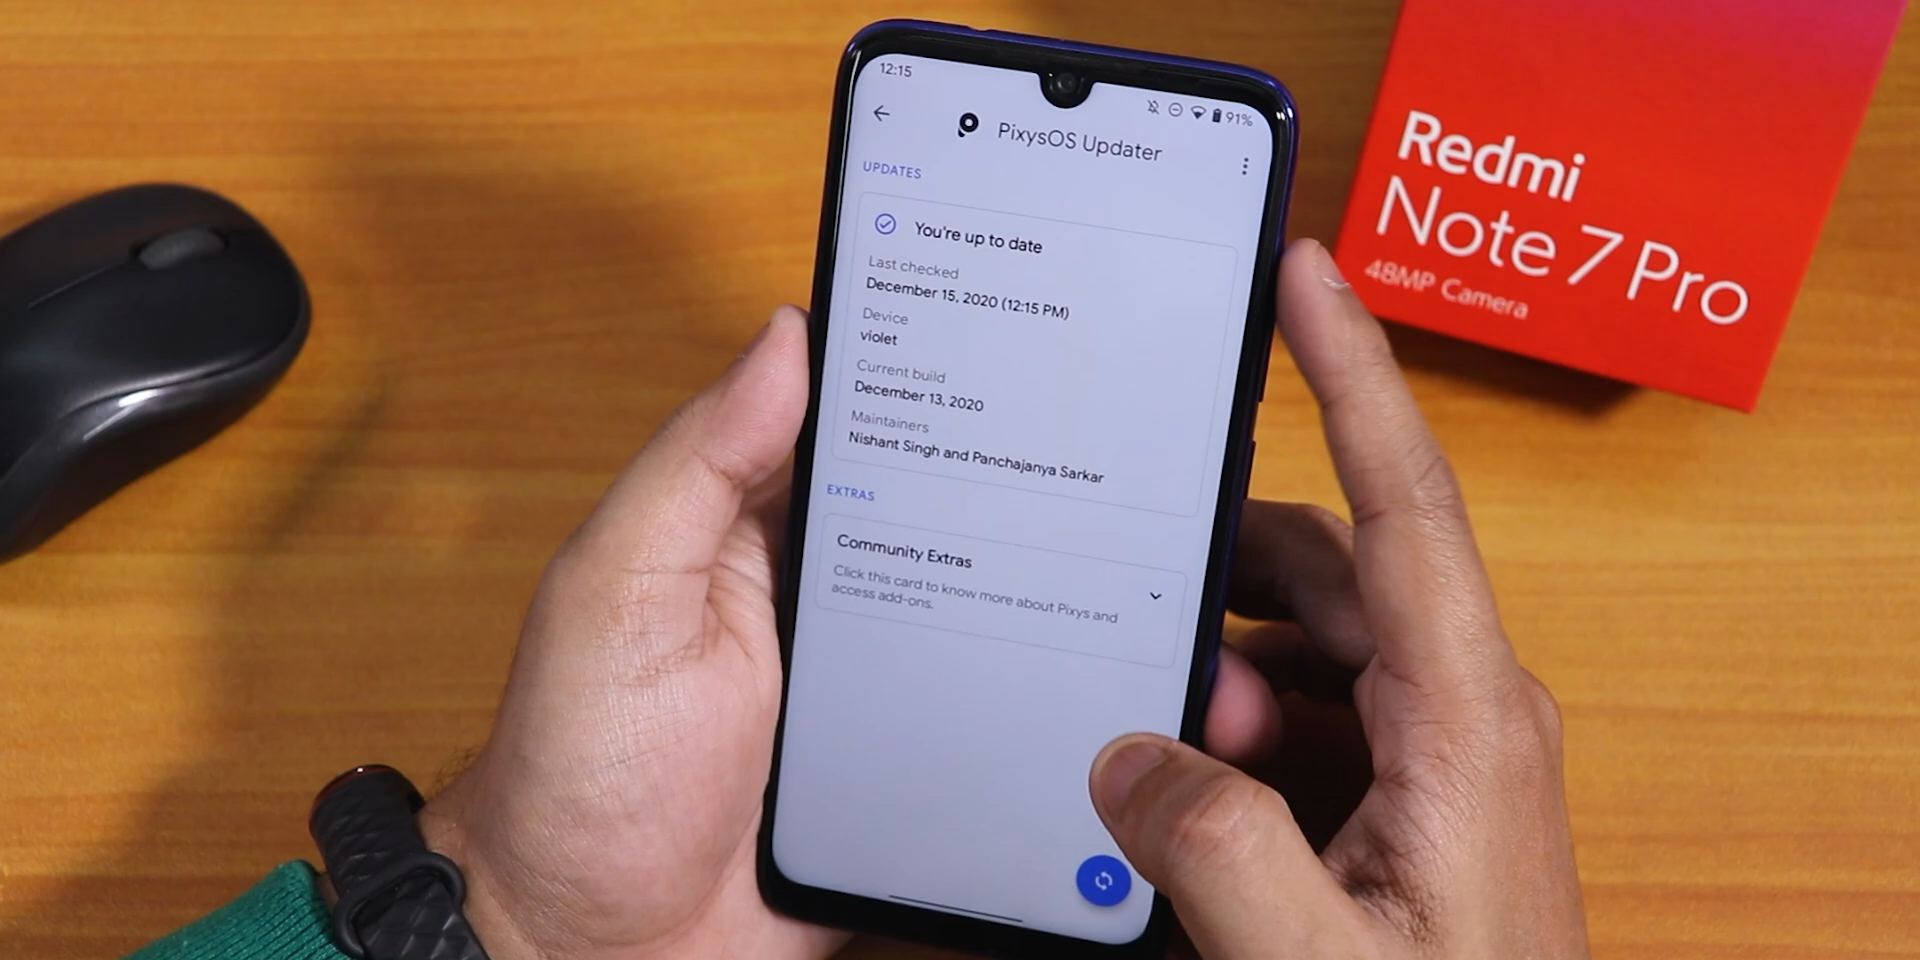 12:15
91%
PixysOS Updater
UPDATES
You're up to date
Last checked
December 15, 2020 (12:15 PM)
Device
violet
Current build
December 13, 2020
Maintainers
Nishant Singh and Panchajanya Sarkar
EXTRAS
Community Extras
Click this card to know more about Pixys and
access add-ons.
Redmi
Note 7 Pro
48MP Camera